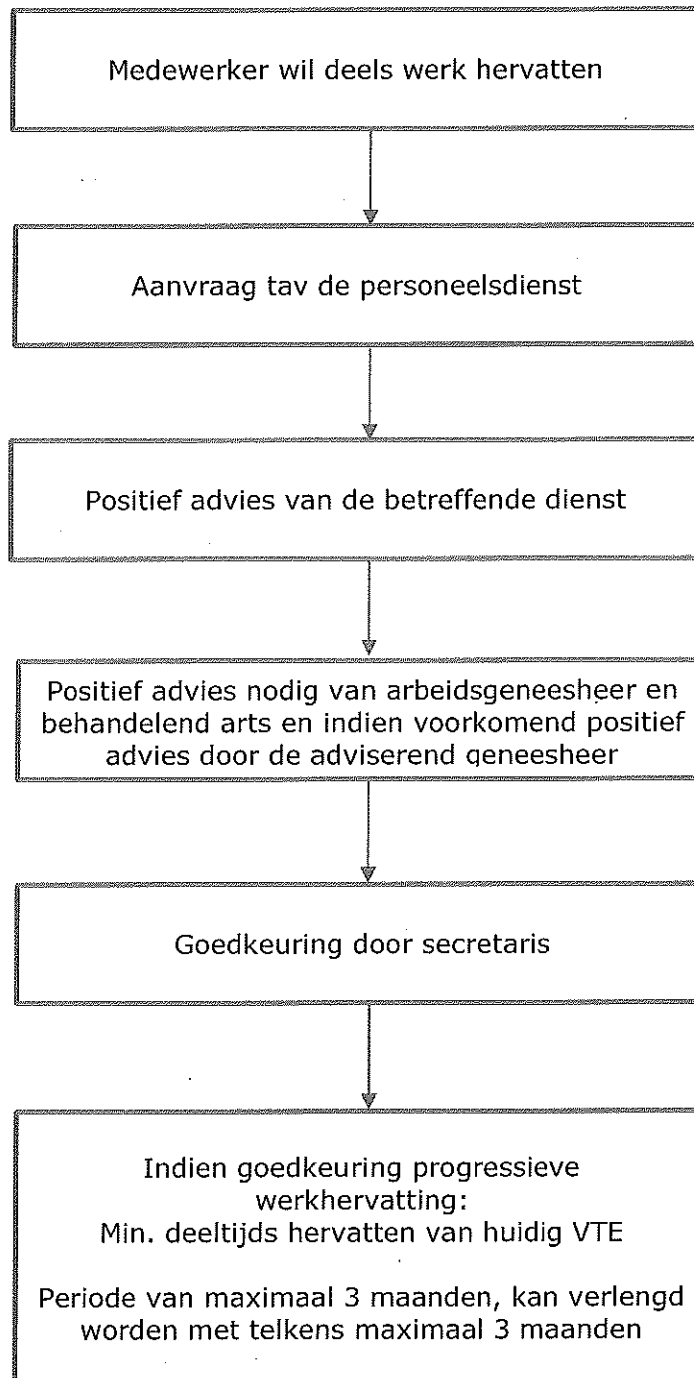 Medewerker wil deels werk hervatten
Aanvraag tav de personeelsdienst
Positief advies van de betreffende dienst
Positief advies nodig van arbeidsgeneesheer en
behandelend arts en indien voorkomend positief
advies door de adviserend geneesheer
Goedkeuring door secretaris
Indien goedkeuring progressieve
werkhervatting:
Min. deeltijds hervatten van huidig VTE
Periode van maximaal 3 maanden, kan verlengd
worden met telkens maximaal 3 maanden